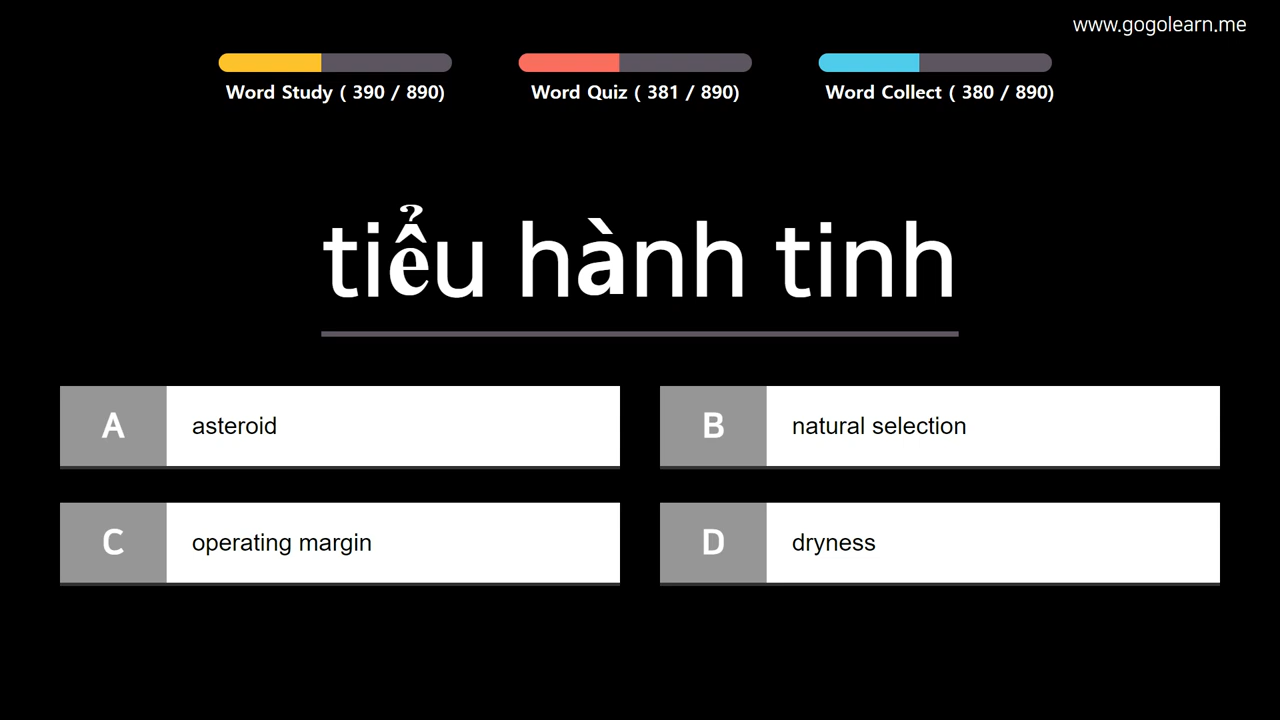 www.gogolearn.me
Word Study ( 390 / 890)
Word Quiz ( 381 / 890)
Word Collect ( 380 / 890)
tiểu hành tinh
A asteroid
B natural selection
C operating margin
D dryness